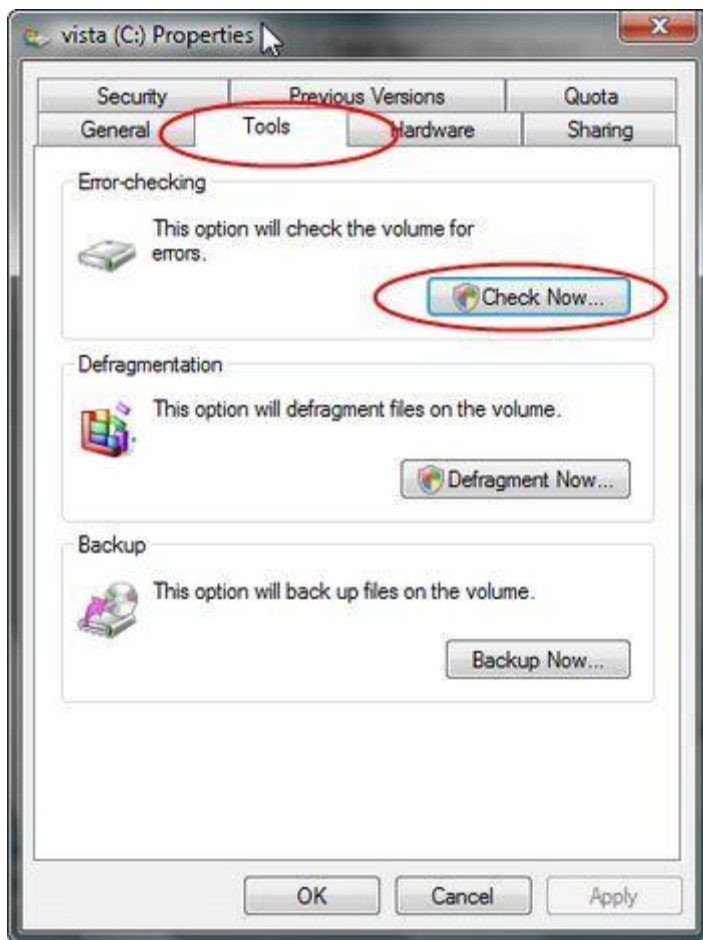 vista (C:) Properties
Security Previous Versions Quota
General Tools Hardware Sharing
Error-checking
This option will check the volume for
errors.
Check Now...
Defragmentation
This option will defragment files on the volume.
Defragment Now...
Backup
This option will back up files on the volume.
Backup Now...
OK Cancel Apply